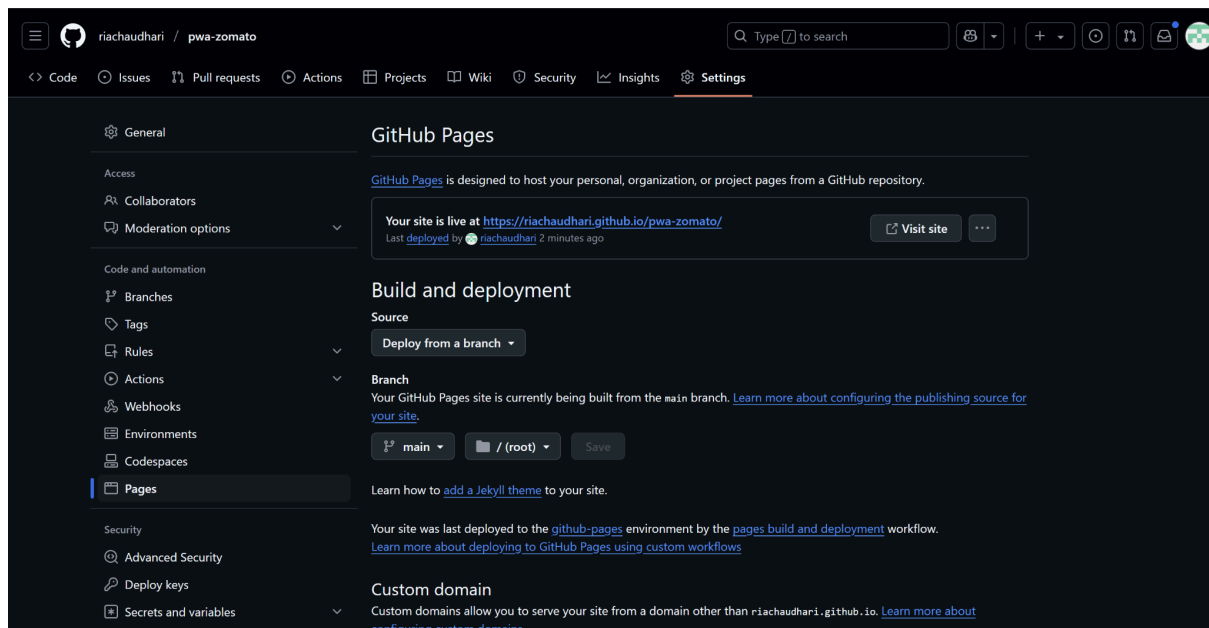 riachaudhari / pwa-zomato
Type / to search
Code Issues Pull requests Actions Projects Wiki Security Insights Settings
General
Access
Collaborators
Moderation options
Code and automation
Branches
Tags
Rules
Actions
Webhooks
Environments
Codespaces
Pages
Security
Advanced Security
Deploy keys
Secrets and variables
GitHub Pages
GitHub Pages is designed to host your personal, organization, or project pages from a GitHub repository.
Your site is live at https://riachaudhari.github.io/pwa-zomato/
Last deployed by riachaudhari 2 minutes ago
Visit site
Build and deployment
Source
Deploy from a branch
Branch
Your GitHub Pages site is currently being built from the main branch. Learn more about configuring the publishing source for
your site.
main / (root) Save
Learn how to add a Jekyll theme to your site.
Your site was last deployed to the github-pages environment by the pages build and deployment workflow.
Learn more about deploying to GitHub Pages using custom workflows
Custom domain
Custom domains allow you to serve your site from a domain other than riachaudhari.github.io. Learn more about
configuring custom domains.